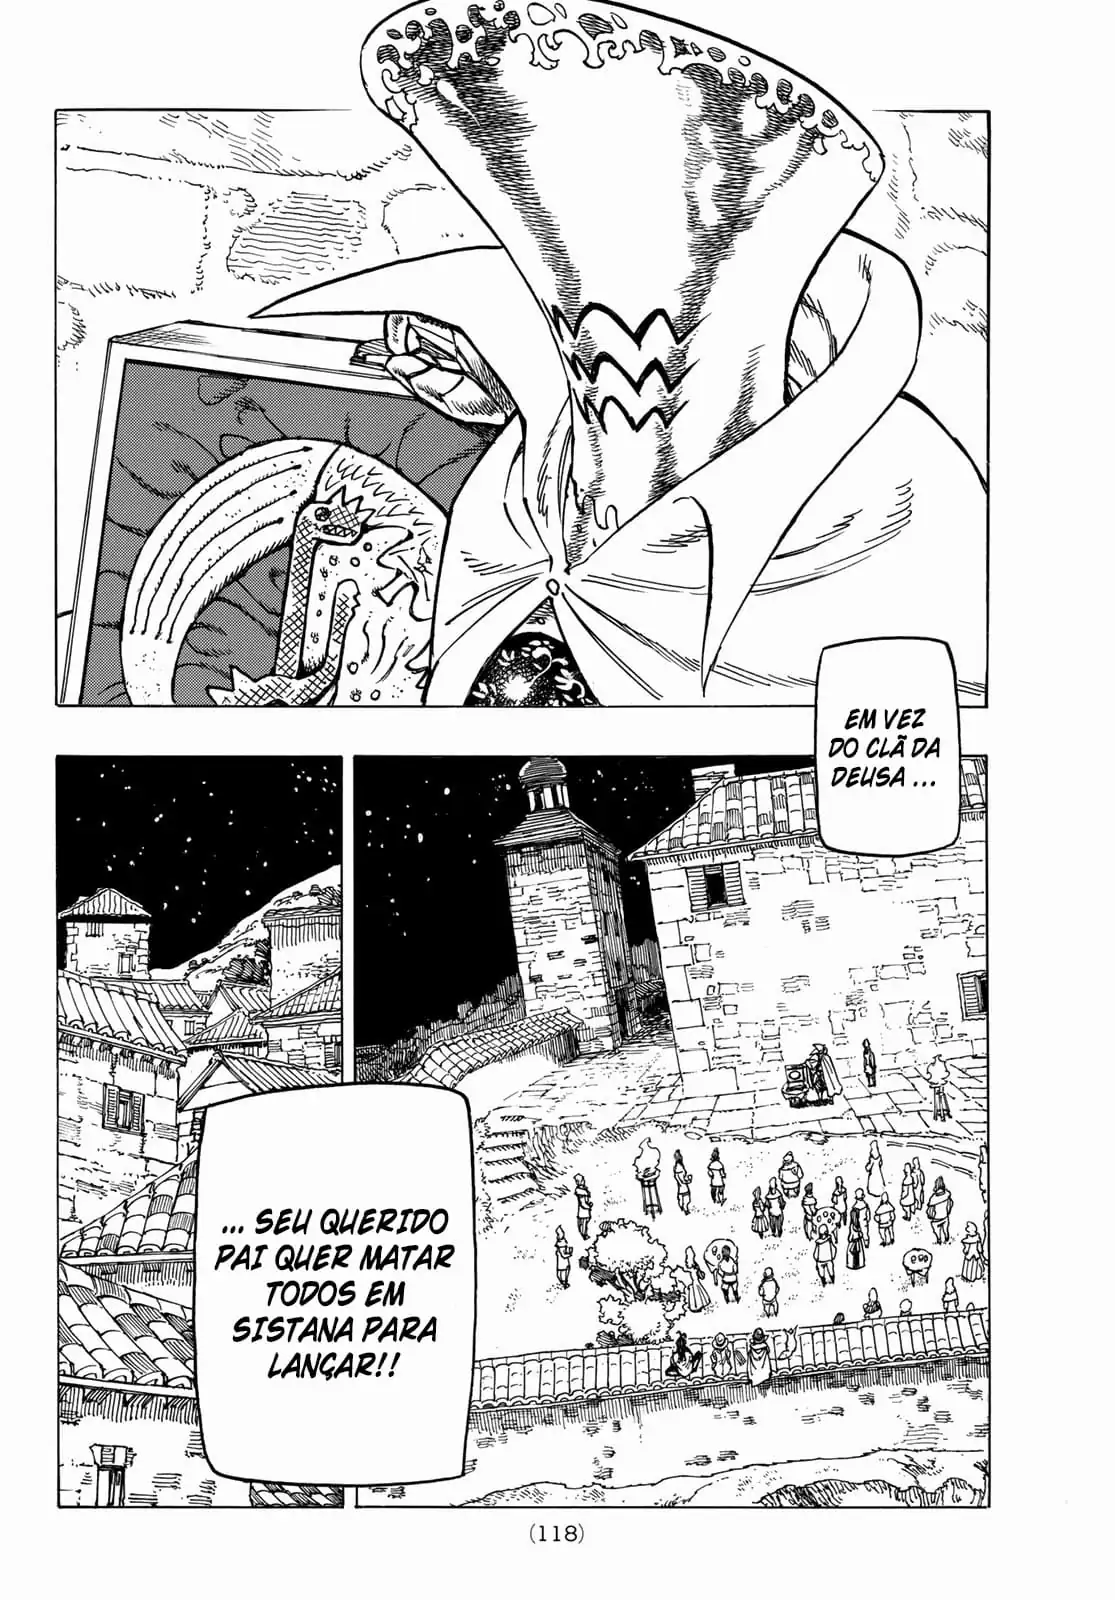 EM VEZ
DO CLÃ DA
DEUSA ...
... SEU QUERIDO
PAI QUER MATAR
TODOS EM
SISTANA PARA
LANÇAR!!
(118)